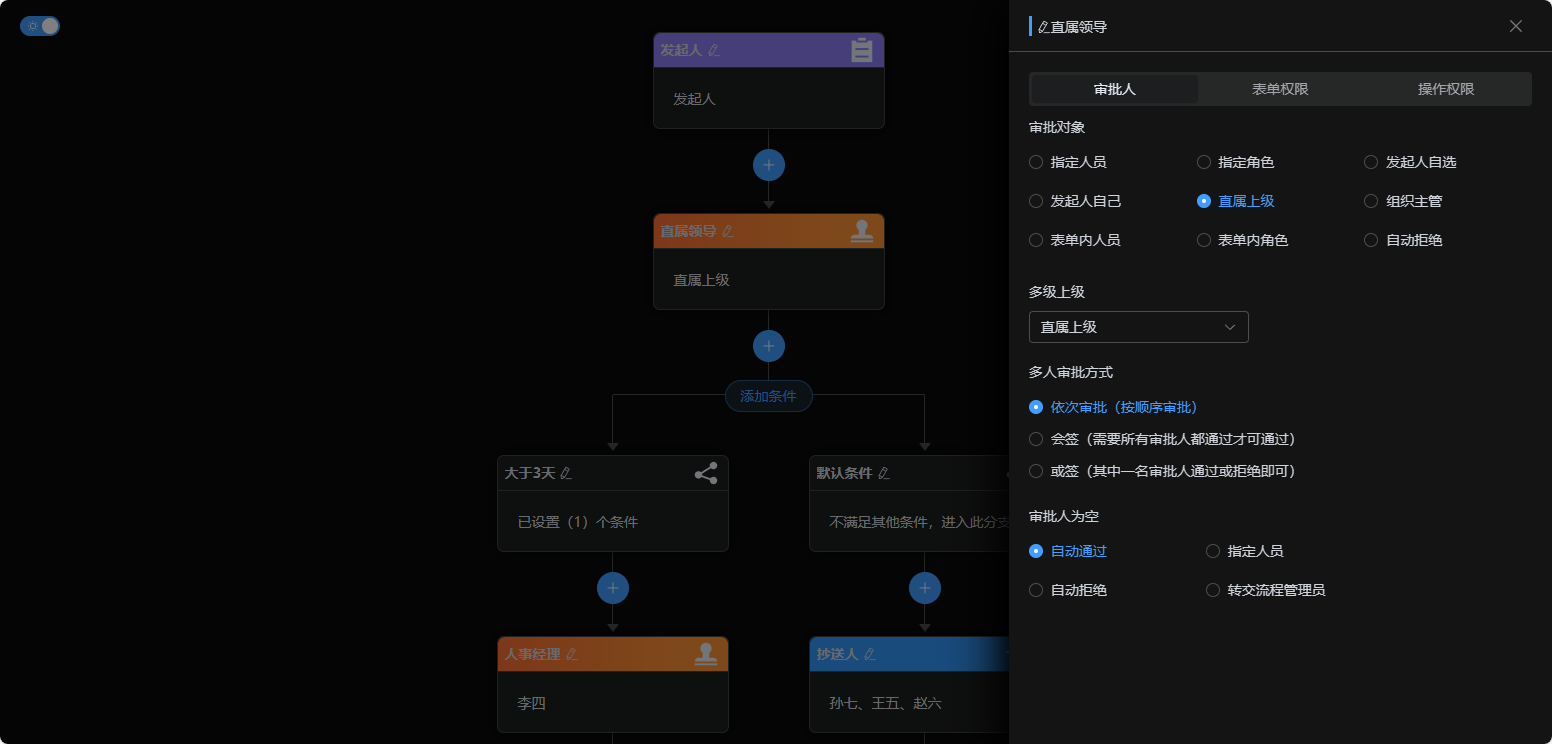 发起人
发起人
直属领导
直属上级
添加条件
大于3天
已设置（1）个条件
默认条件
不满足其他条件，进入此分支
人事经理
李四
抄送人
孙七、王五、赵六
直属领导
审批人
表单权限
操作权限
审批对象
指定人员
指定角色
发起人自选
发起人自己
直属上级
组织主管
表单内人员
表单内角色
自动拒绝
多级上级
直属上级
多人审批方式
依次审批（按顺序审批）
会签（需要所有审批人都通过才可通过）
或签（其中一名审批人通过或拒绝即可）
审批人为空
自动通过
指定人员
自动拒绝
转交流程管理员